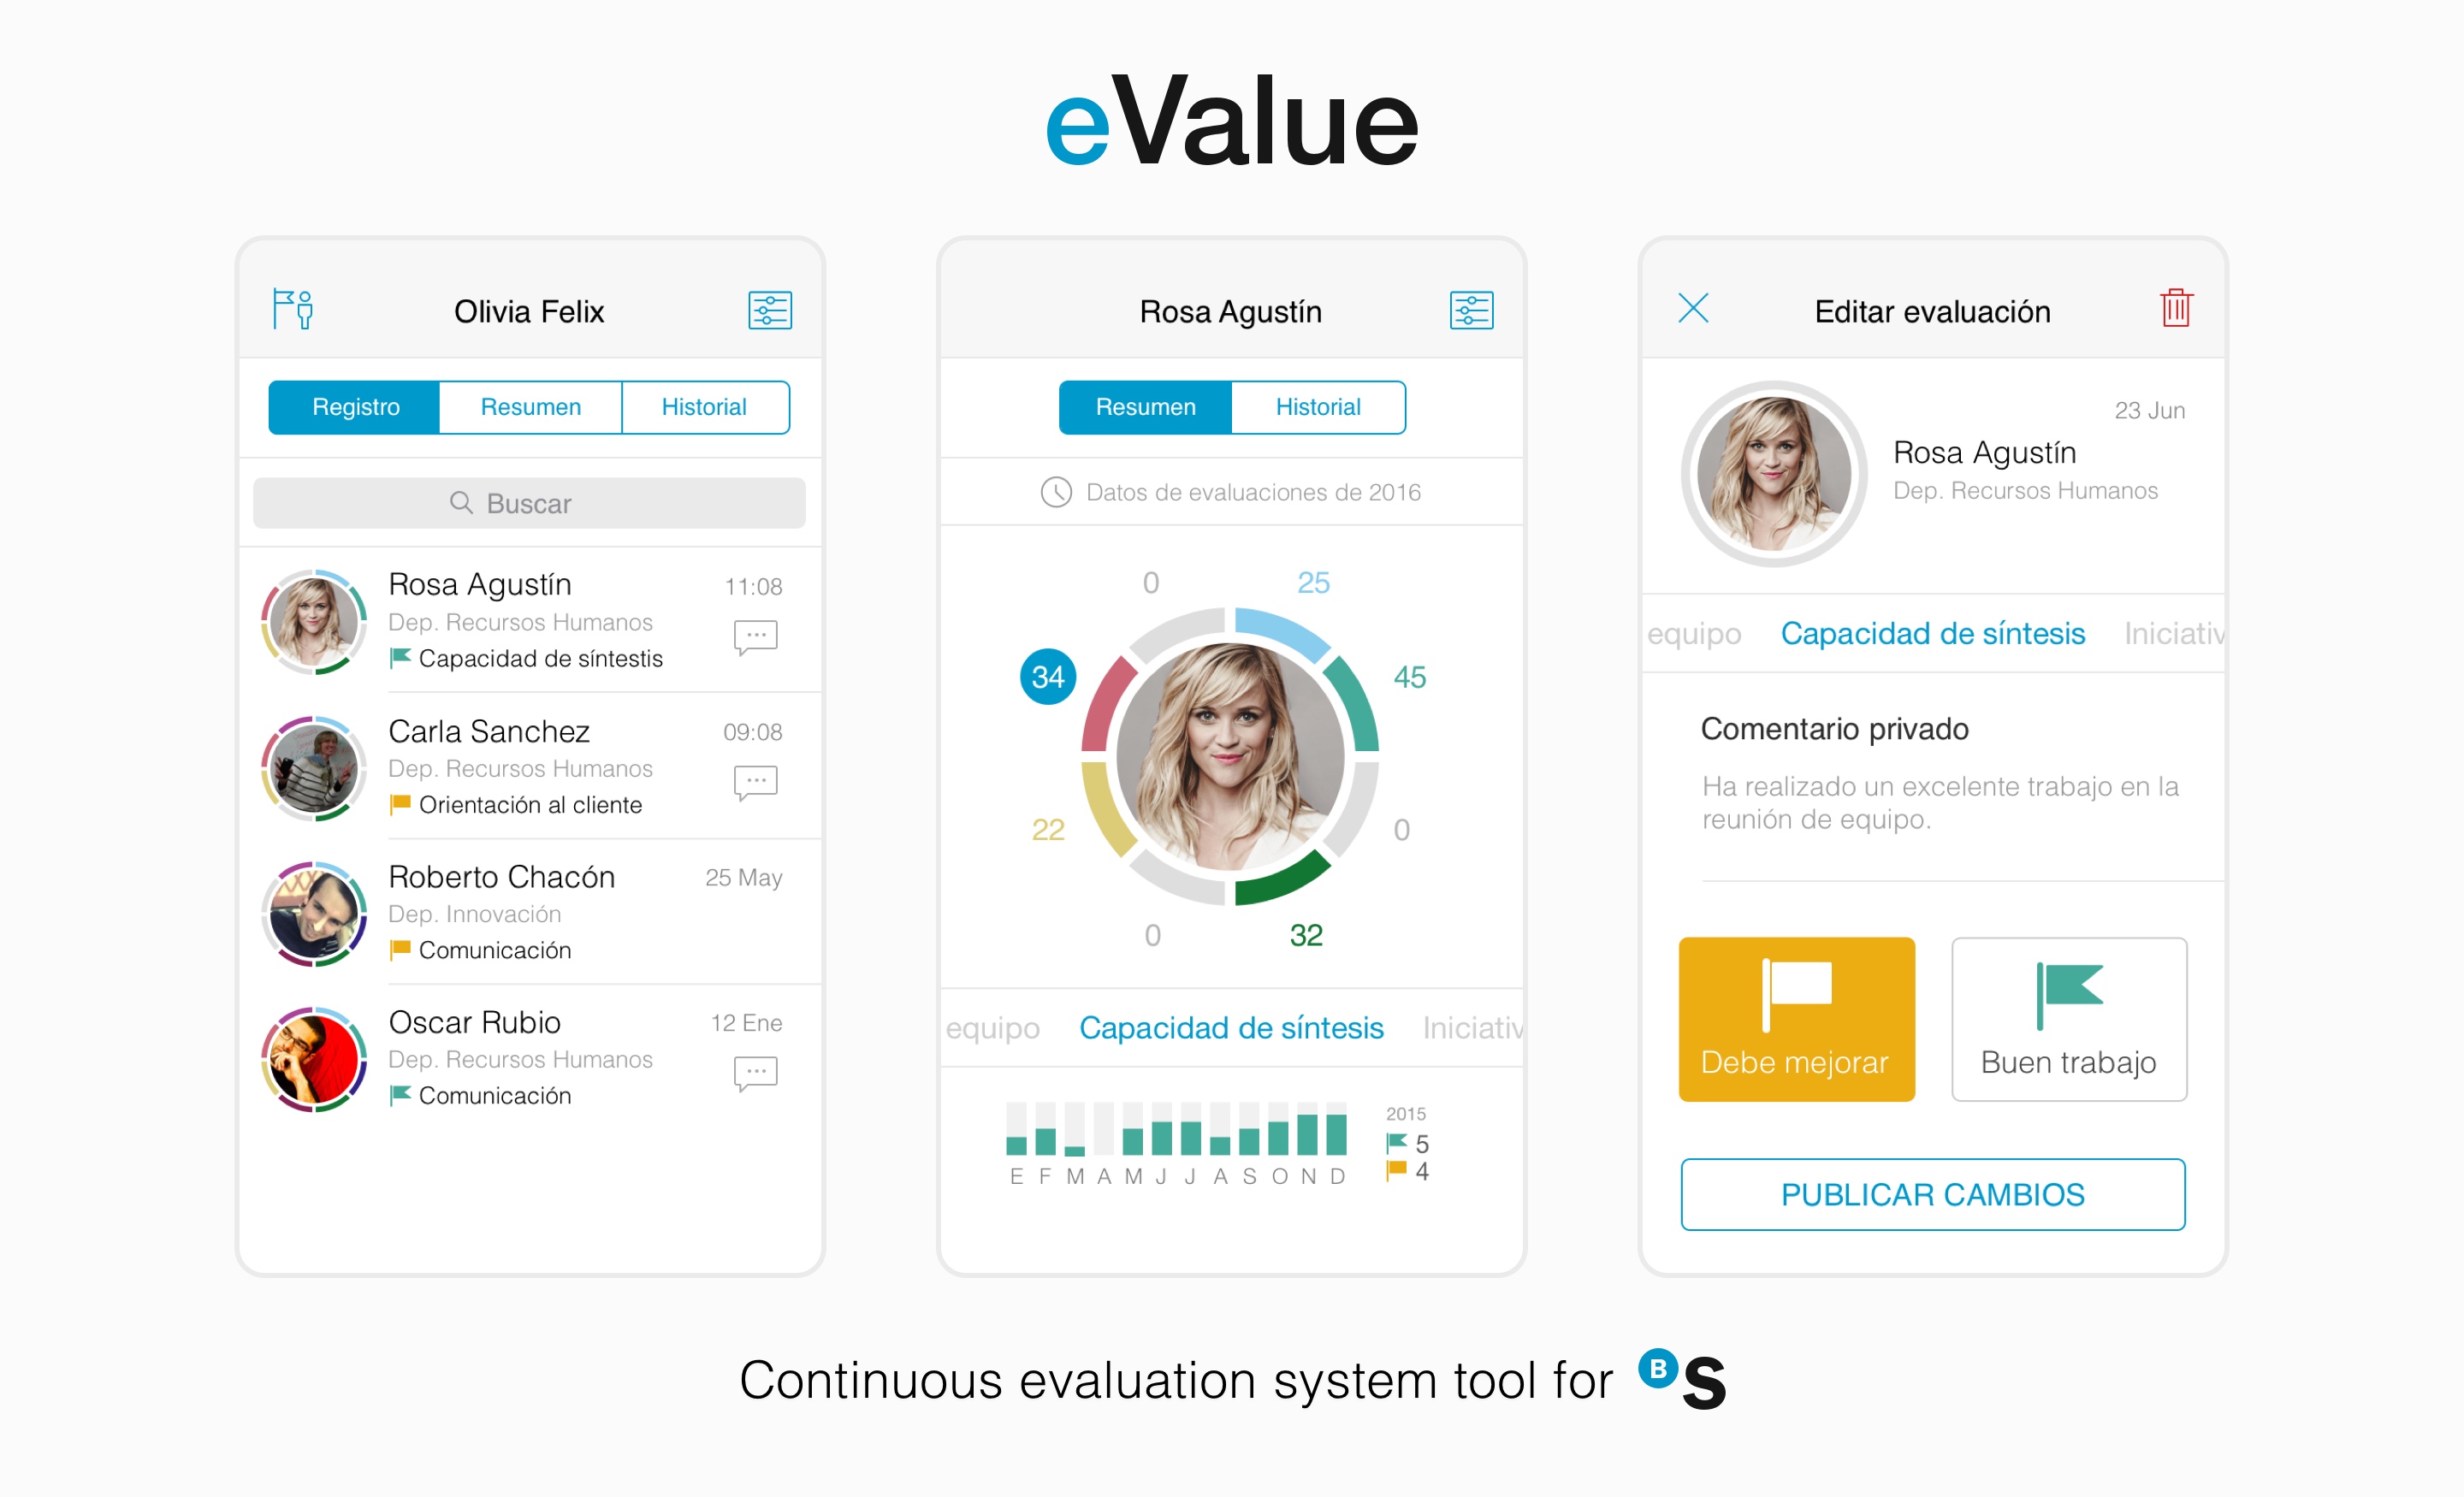 eValue
Olivia Felix
Registro Resumen Historial
Buscar
Rosa Agustín 11:08
Dep. Recursos Humanos
Capacidad de síntestis
Carla Sanchez 09:08
Dep. Recursos Humanos
Orientación al cliente
Roberto Chacón 25 May
Dep. Innovación
Comunicación
Oscar Rubio 12 Ene
Dep. Recursos Humanos
Comunicación
Rosa Agustín
Resumen Historial
Datos de evaluaciones de 2016
0 25
34 45
22 0
0 32
equipo Capacidad de síntesis Iniciativ
2015
5
4
E F M A M J J A S O N D
Editar evaluación
23 Jun
Rosa Agustín
Dep. Recursos Humanos
equipo Capacidad de síntesis Iniciativ
Comentario privado
Ha realizado un excelente trabajo en la
reunión de equipo.
Debe mejorar Buen trabajo
PUBLICAR CAMBIOS
Continuous evaluation system tool for BS